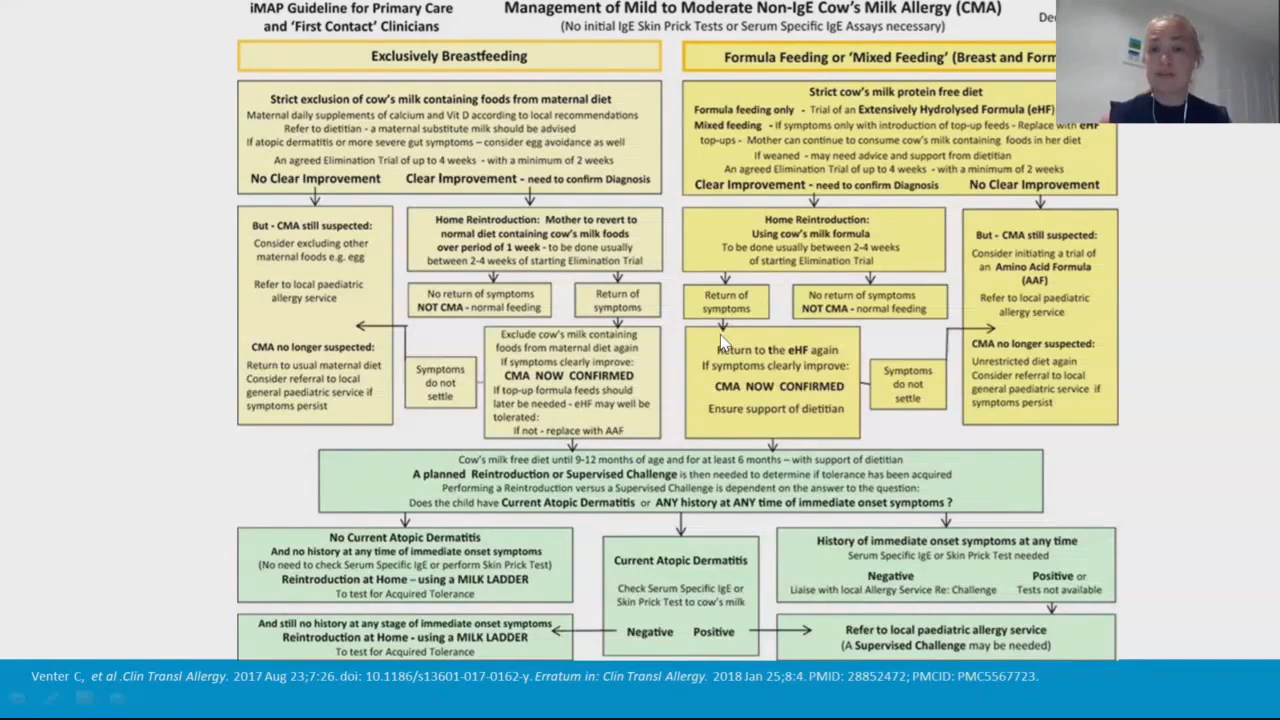 iMAP Guideline for Primary Care
and 'First Contact' Clinicians
Management of Mild to Moderate Non-IgE Cow's Milk Allergy (CMA)
(No initial IgE Skin Prick Tests or Serum Specific IgE Assays necessary)
Exclusively Breastfeeding
Strict exclusion of cow's milk containing foods from maternal diet
Maternal daily supplements of calcium and Vit D according to local recommendations
Refer to dietitian - a maternal substitute milk should be advised
If atopic dermatitis or more severe gut symptoms – consider egg avoidance as well
An agreed Elimination Trial of up to 4 weeks - with a minimum of 2 weeks
No Clear Improvement
Clear Improvement - need to confirm Diagnosis
Formula Feeding or 'Mixed Feeding' (Breast and Form
Strict cow's milk protein free diet
Formula feeding only - Trial of an Extensively Hydrolysed Formula (eHF)
Mixed feeding - If symptoms only with introduction of top-up feeds - Replace with eHF
top-ups - Mother can continue to consume cow's milk containing foods in her diet
If weaned - may need advice and support from dietitian
An agreed Elimination Trial of up to 4 weeks - with a minimum of 2 weeks
Clear Improvement - need to confirm Diagnosis
No Clear Improvement
But - CMA still suspected:
Consider excluding other
maternal foods e.g. egg
Refer to local paediatric
allergy service
CMA no longer suspected:
Return to usual maternal diet
Consider referral to local
general paediatric service if
symptoms persist
Home Reintroduction: Mother to revert to
normal diet containing cow's milk foods
over period of 1 week - to be done usually
between 2-4 weeks of starting Elimination Trial
No return of symptoms
NOT CMA - normal feeding
Return of
symptoms
Exclude cow's milk containing
foods from maternal diet again
If symptoms clearly improve:
CMA NOW CONFIRMED
If top-up formula feeds should
later be needed - eHF may well be
tolerated:
If not - replace with AAF
Symptoms
do not
settle
Home Reintroduction:
Using cow's milk formula
To be done usually between 2-4 weeks
of starting Elimination Trial
Return of
symptoms
No return of symptoms
NOT CMA - normal feeding
Return to the eHF again
If symptoms clearly improve:
CMA NOW CONFIRMED
Ensure support of dietitian
Symptoms
do not
settle
But - CMA still suspected:
Consider initiating a trial of
an Amino Acid Formula
(AAF)
Refer to local paediatric
allergy service
CMA no longer suspected:
Unrestricted diet again
Consider referral to local
general paediatric service if
symptoms persist
Cow's milk free diet until 9-12 months of age and for at least 6 months – with support of dietitian
A planned Reintroduction or Supervised Challenge is then needed to determine if tolerance has been acquired
Performing a Reintroduction versus a Supervised Challenge is dependent on the answer to the question:
Does the child have Current Atopic Dermatitis or ANY history at ANY time of immediate onset symptoms ?
No Current Atopic Dermatitis
And no history at any time of immediate onset symptoms
(No need to check Serum Specific IgE or perform Skin Prick Test)
Reintroduction at Home – using a MILK LADDER
To test for Acquired Tolerance
And still no history at any stage of immediate onset symptoms
Reintroduction at Home - using a MILK LADDER
To test for Acquired Tolerance
Current Atopic Dermatitis
Check Serum Specific IgE or
Skin Prick Test to cow's milk
Negative Positive
History of immediate onset symptoms at any time
Serum Specific IgE or Skin Prick Test needed
Negative
Liaise with local Allergy Service Re: Challenge
Positive or
Tests not available
Refer to local paediatric allergy service
(A Supervised Challenge may be needed)
Venter C, et al .Clin Transl Allergy. 2017 Aug 23;7:26. doi: 10.1186/s13601-017-0162-y. Erratum in: Clin Transl Allergy. 2018 Jan 25;8:4. PMID: 28852472; PMCID: PMC5567723.